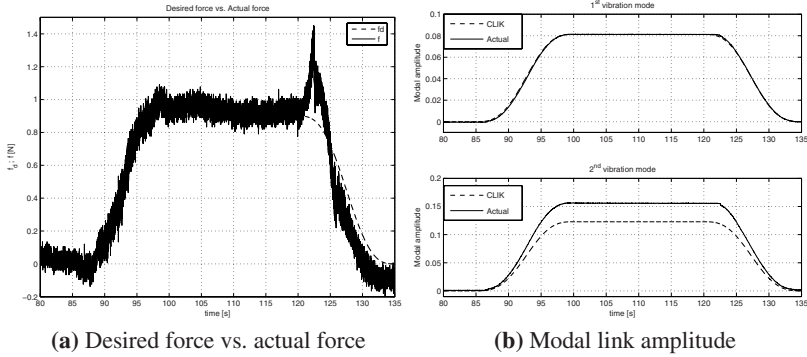 Desired force vs. Actual force
fd
f
1.4
1.2
1
0.8
0.6
0.4
0.2
0
−0.2
f_d ; f [N]
80 85 90 95 100 105 110 115 120 125 130 135
time [s]
(a) Desired force vs. actual force
1st vibration mode
CLIK
Actual
0.1
0.08
0.06
0.04
0.02
0
Modal amplitude
80 85 90 95 100 105 110 115 120 125 130 135
2nd vibration mode
CLIK
Actual
0.2
0.15
0.1
0.05
0
Modal amplitude
80 85 90 95 100 105 110 115 120 125 130 135
time [s]
(b) Modal link amplitude